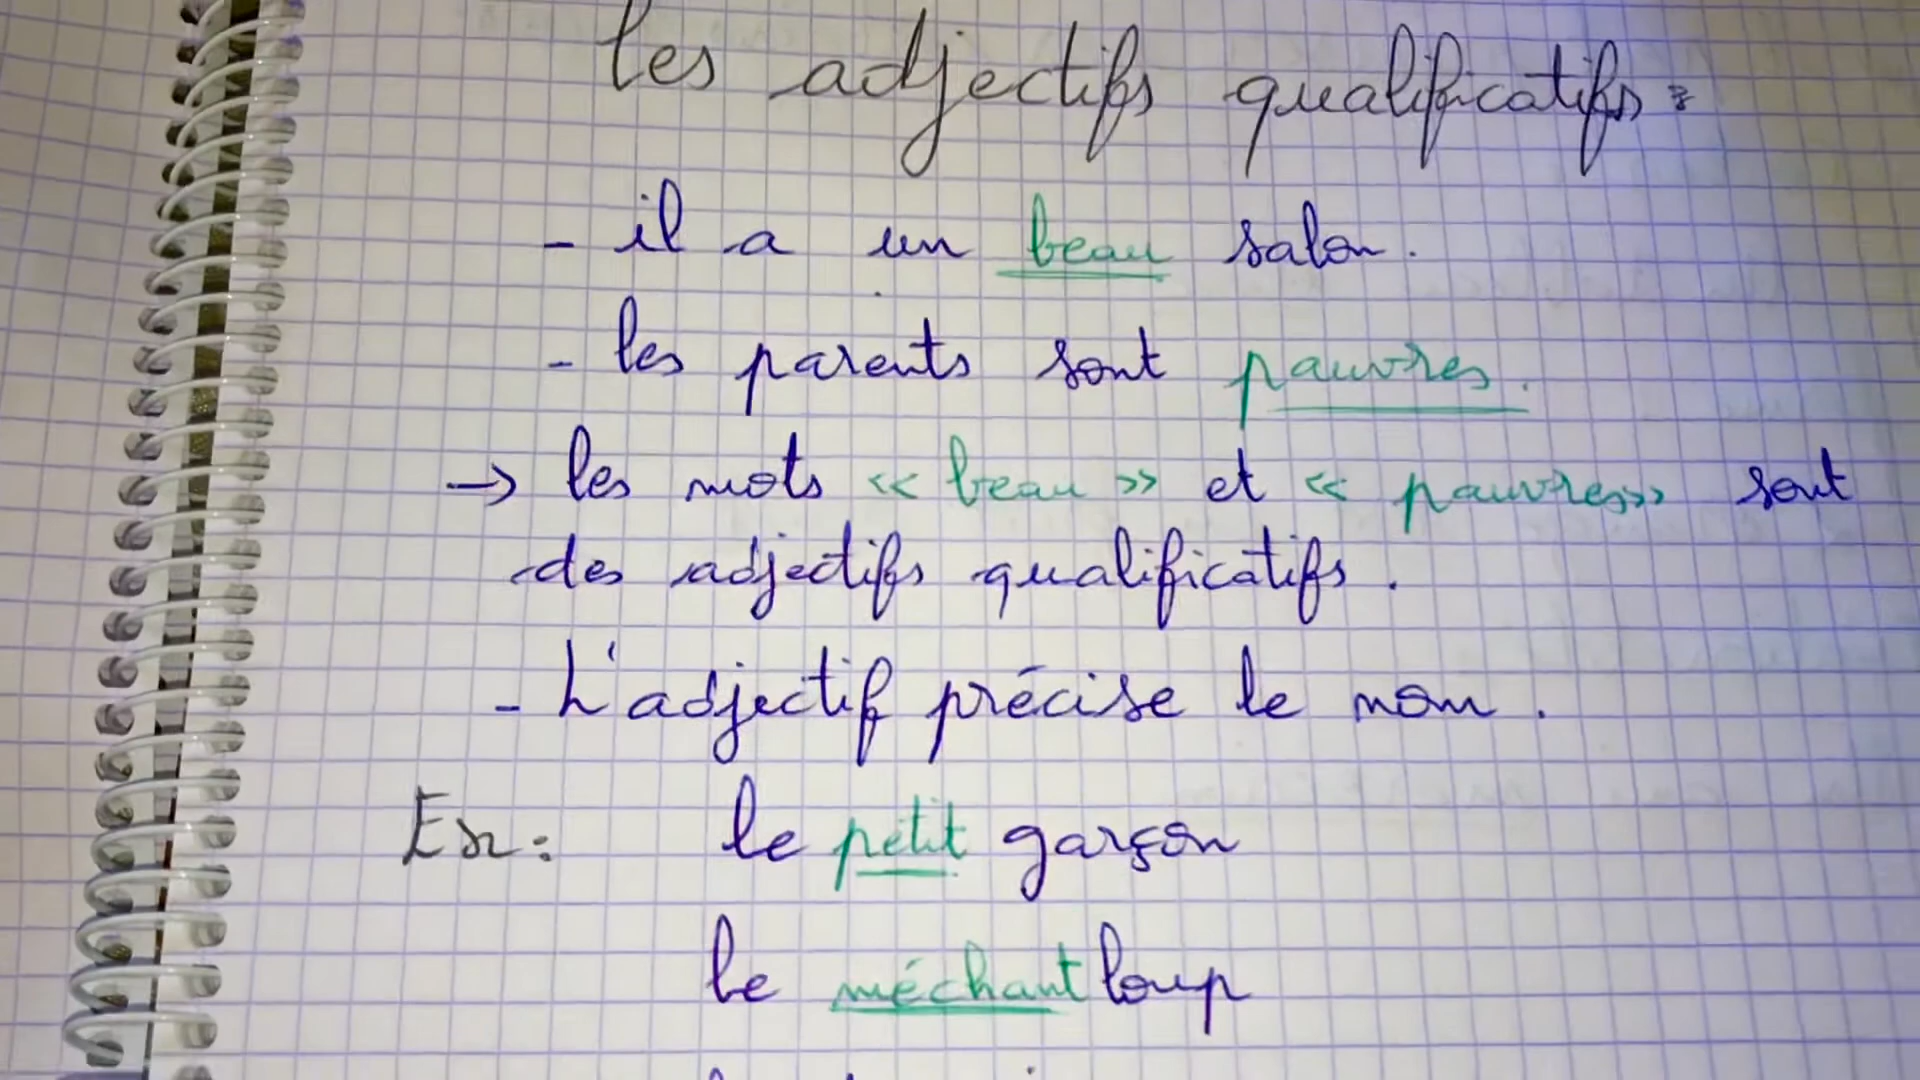 les adjectifs qualificatifs :
- il a un beau salon.
- les parents sont pauvres.
→ les mots « beau » et « pauvres » sont
des adjectifs qualificatifs.
- L'adjectif précise le nom.
Ex : le petit garçon
le méchant loup